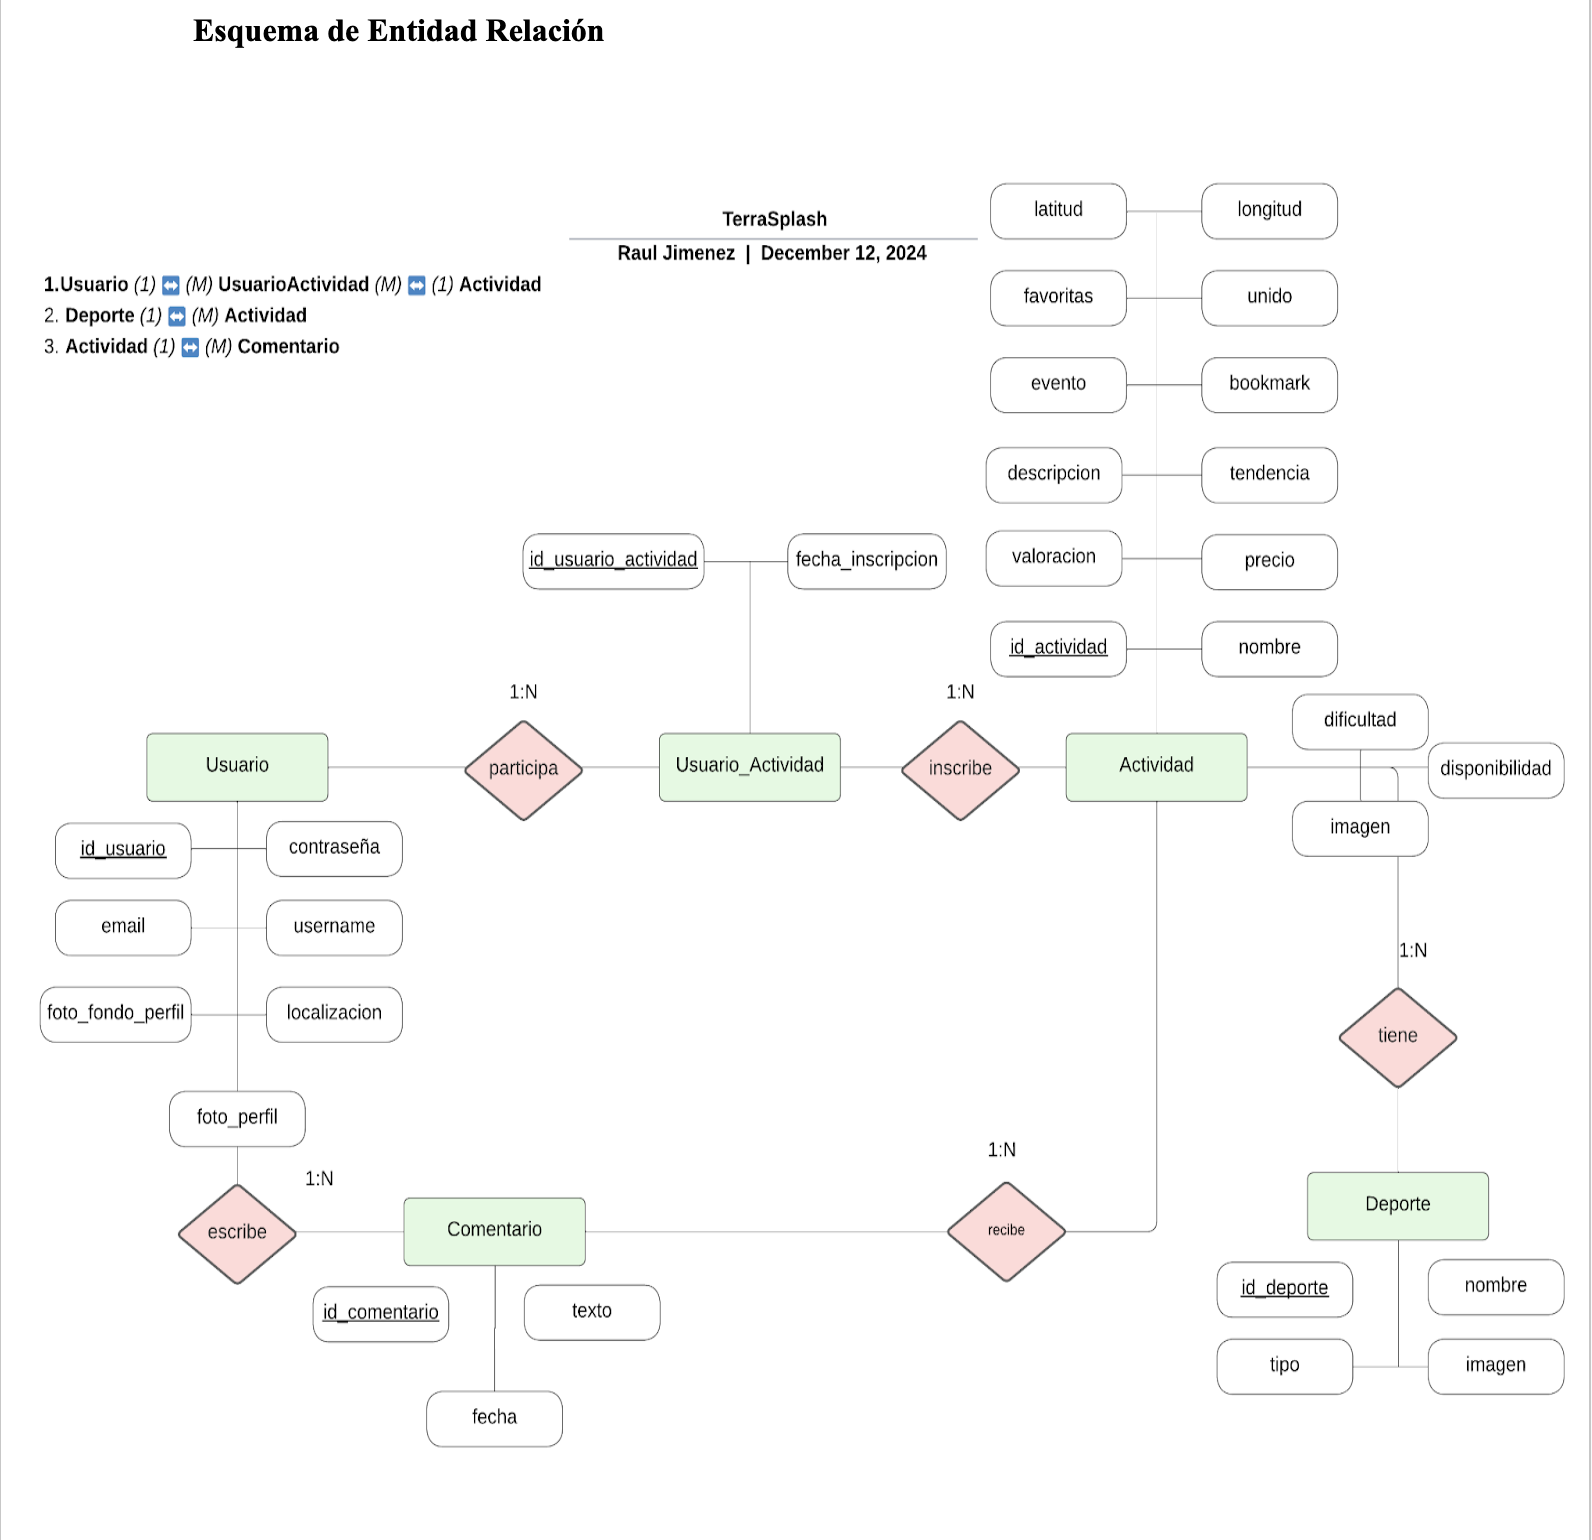 Esquema de Entidad Relación
TerraSplash
Raul Jimenez | December 12, 2024
1.Usuario (1) ↔️ (M) UsuarioActividad (M) ↔️ (1) Actividad
2. Deporte (1) ↔️ (M) Actividad
3. Actividad (1) ↔️ (M) Comentario
latitud
longitud
favoritas
unido
evento
bookmark
descripcion
tendencia
valoracion
precio
id_actividad
nombre
id_usuario_actividad
fecha_inscripcion
1:N
1:N
Usuario
participa
Usuario_Actividad
inscribe
Actividad
dificultad
disponibilidad
imagen
id_usuario
contraseña
email
username
foto_fondo_perfil
localizacion
foto_perfil
1:N
tiene
1:N
escribe
Comentario
1:N
recibe
Deporte
id_comentario
texto
fecha
id_deporte
nombre
tipo
imagen